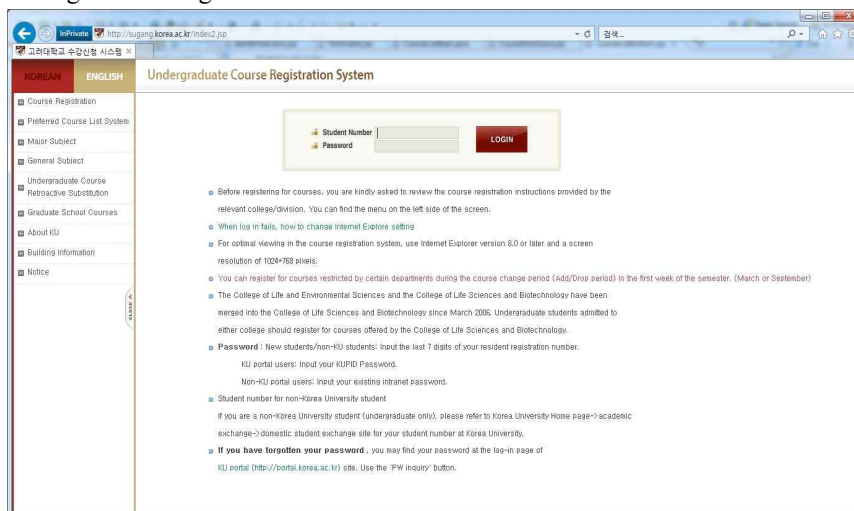 InPrivate http://sugang.korea.ac.kr/index2.jsp
검색...
고려대학교 수강신청 시스템 ×
KOREAN ENGLISH
Undergraduate Course Registration System
Course Registration
Preferred Course List System
Major Subject
General Subject
Undergraduate Course
Retroactive Substitution
Graduate School Courses
About KU
Building Information
Notice
CLOSE
Student Number
Password
LOGIN
Before registering for courses, you are kindly asked to review the course registration instructions provided by the
relevant college/division. You can find the menu on the left side of the screen.
When log in fails, how to change Internet Explore setting
For optimal viewing in the course registration system, use Internet Explorer version 8.0 or later and a screen
resolution of 1024*768 pixels.
You can register for courses restricted by certain departments during the course change period (Add/Drop period) in the first week of the semester. (March or September)
The College of Life and Environmental Sciences and the College of Life Sciences and Biotechnology have been
merged into the College of Life Sciences and Biotechnology since March 2006. Undergraduate students admitted to
either college should register for courses offered by the College of Life Sciences and Biotechnology.
Password : New students/non-KU students: Input the last 7 digits of your resident registration number.
KU portal users: Input your KUPID Password.
Non-KU portal users: Input your existing intranet password.
Student number for non-Korea University student
If you are a non-Korea University student (undergraduate only), please refer to Korea University Home page->academic
exchange->domestic student exchange site for your student number at Korea University.
If you have forgotten your password , you may find your password at the log-in page of
KU portal (http://portal.korea.ac.kr) site. Use the 'PW inquiry' button.